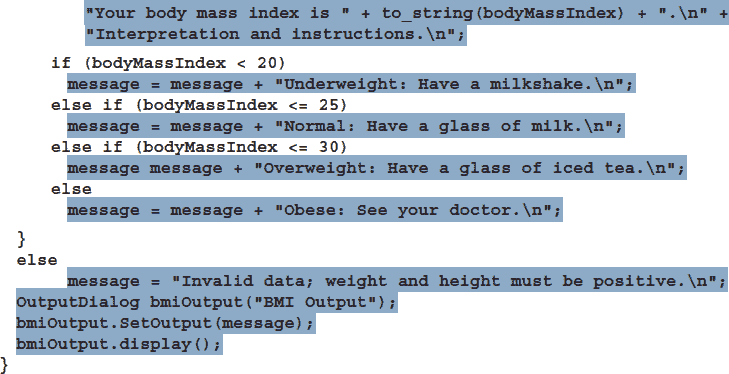 "Your body mass index is " + to_string(bodyMassIndex) + ".\n" +
"Interpretation and instructions.\n";
if (bodyMassIndex < 20)
message = message + "Underweight: Have a milkshake.\n";
else if (bodyMassIndex <= 25)
message = message + "Normal: Have a glass of milk.\n";
else if (bodyMassIndex <= 30)
message message + "Overweight: Have a glass of iced tea.\n";
else
message = message + "Obese: See your doctor.\n";
}
else
message = "Invalid data; weight and height must be positive.\n";
OutputDialog bmiOutput("BMI Output");
bmiOutput.SetOutput(message);
bmiOutput.display();
}